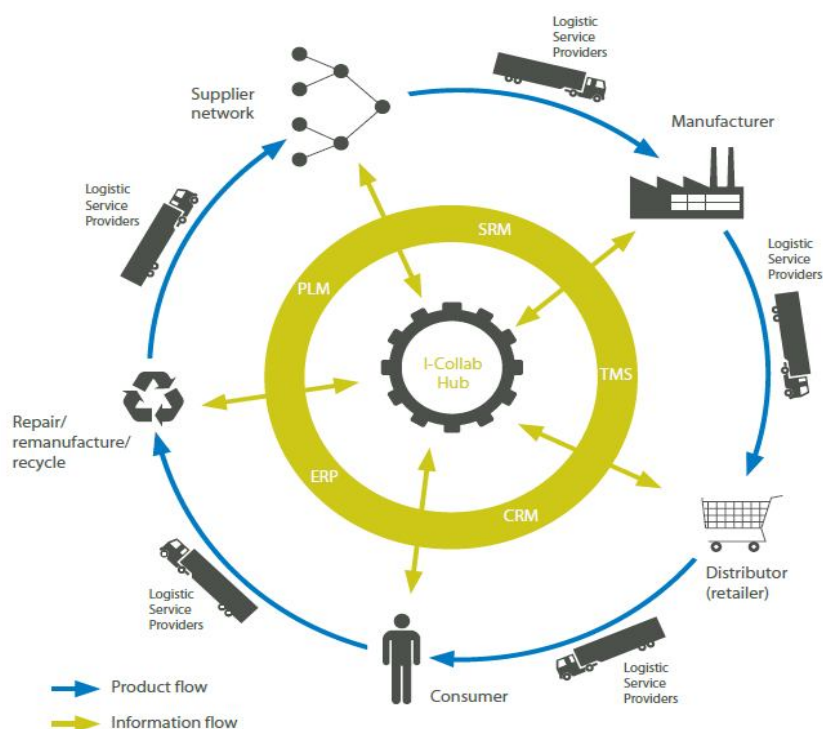 Logistic
Service
Providers
Supplier
network
Manufacturer
Logistic
Service
Providers
SRM
Logistic
Service
Providers
PLM
I-Collab
Hub
TMS
Repair/
remanufacture/
recycle
ERP
CRM
Logistic
Service
Providers
Distributor
(retailer)
Logistic
Service
Providers
Consumer
Product flow
Information flow